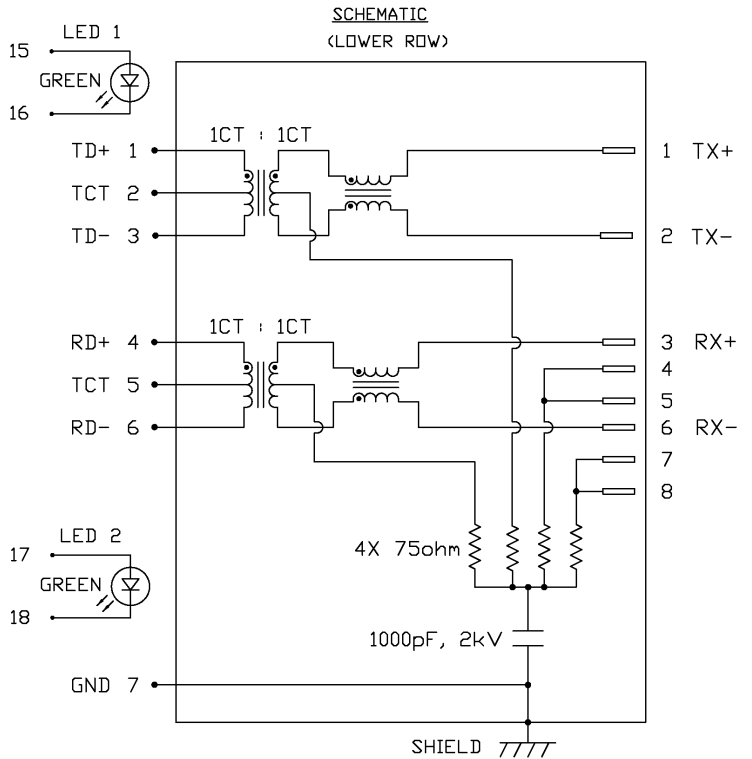 SCHEMATIC
(LOWER ROW)
LED 1
15
GREEN
16
1CT : 1CT
TD+ 1
1 TX+
TCT 2
TD- 3
2 TX-
1CT : 1CT
RD+ 4
3 RX+
4
TCT 5
5
RD- 6
6 RX-
7
8
LED 2
17
4X 75ohm
GREEN
18
1000pF, 2kV
GND 7
SHIELD